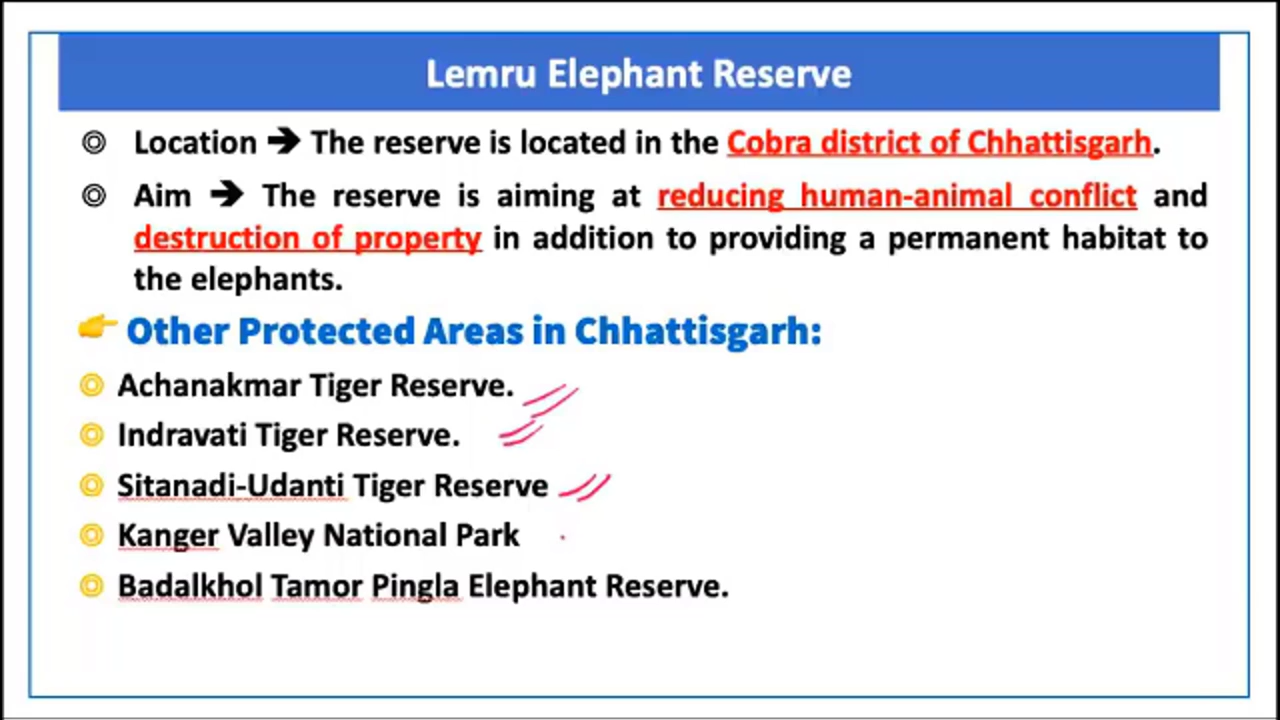 Lemru Elephant Reserve
Location ➔ The reserve is located in the Cobra district of Chhattisgarh.
Aim ➔ The reserve is aiming at reducing human-animal conflict and
destruction of property in addition to providing a permanent habitat to
the elephants.
Other Protected Areas in Chhattisgarh:
Achanakmar Tiger Reserve.
Indravati Tiger Reserve.
Sitanadi-Udanti Tiger Reserve
Kanger Valley National Park
Badalkhol Tamor Pingla Elephant Reserve.